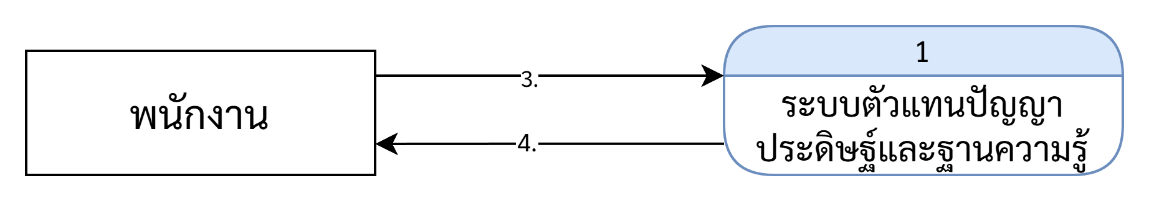 1
พนักงาน
3.
4.
ระบบตัวแทนปัญญา
ประดิษฐ์และฐานความรู้